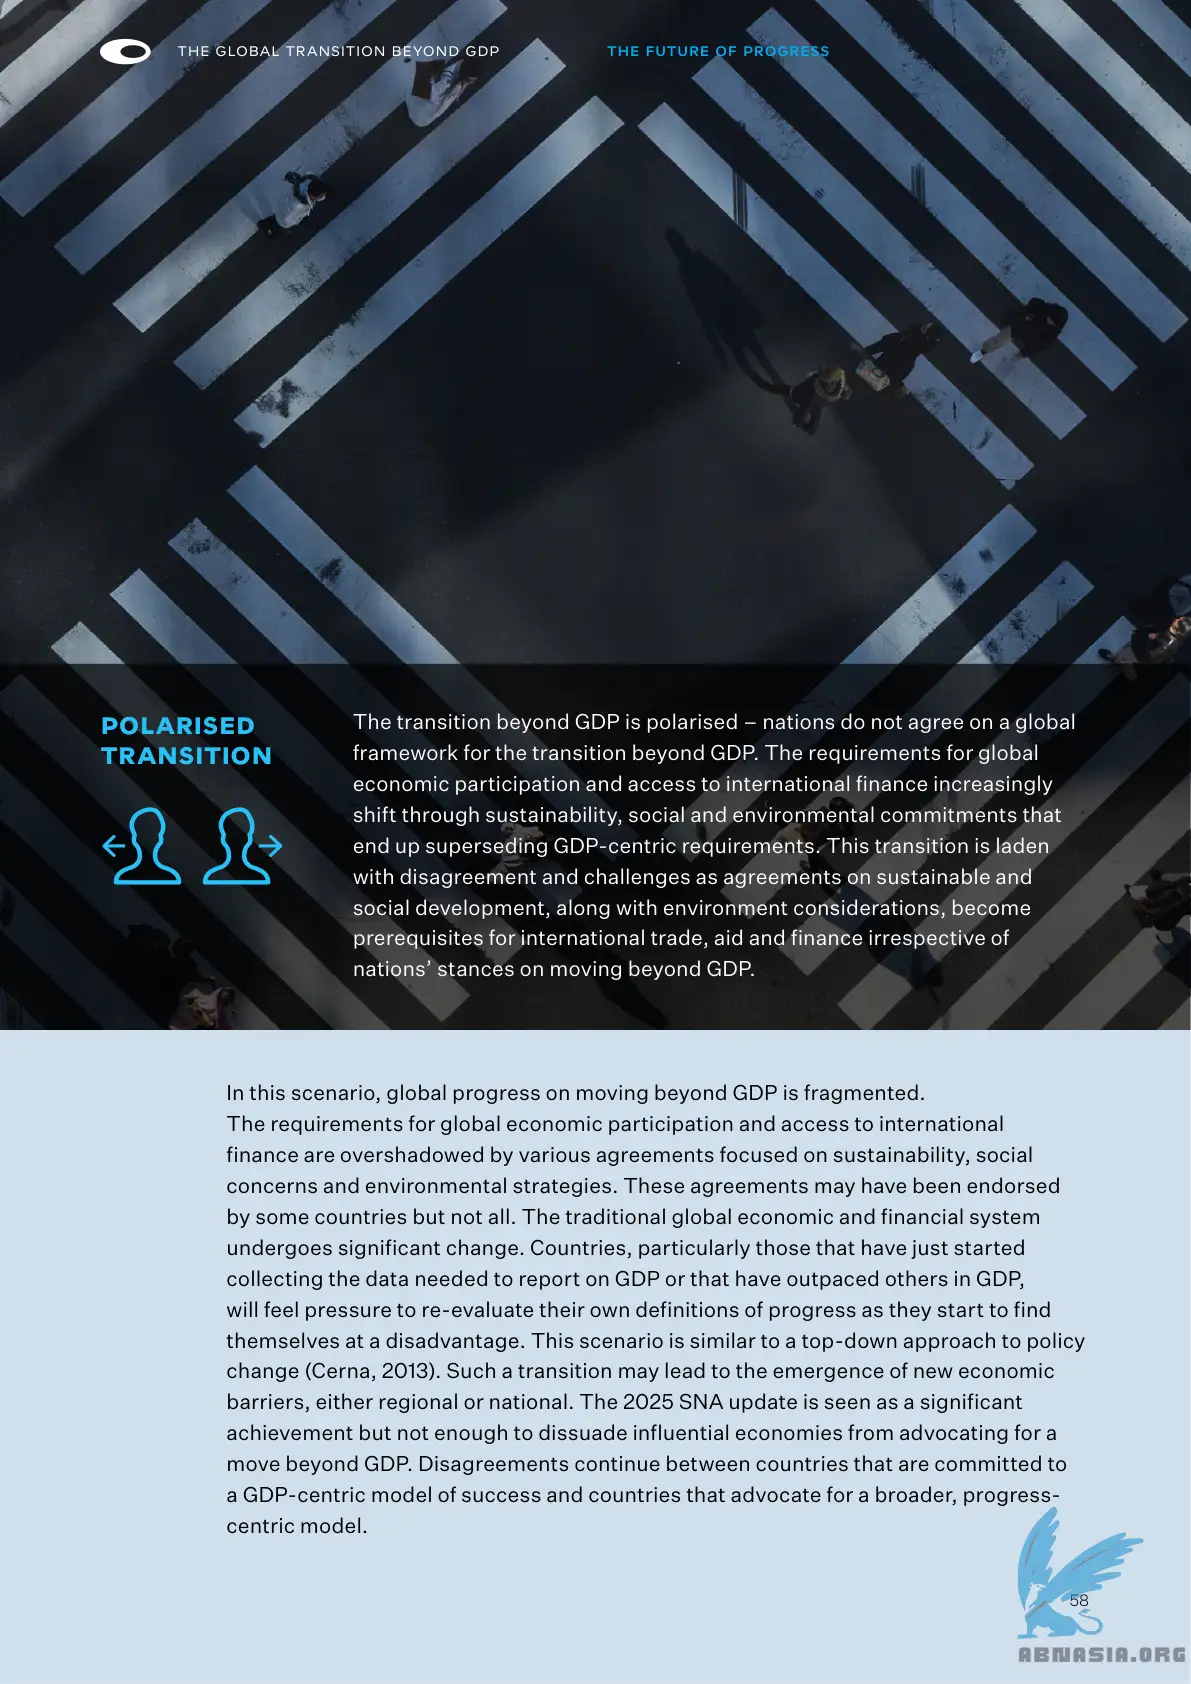 THE GLOBAL TRANSITION BEYOND GDP
THE FUTURE OF PROGRESS
POLARISED
TRANSITION
The transition beyond GDP is polarised – nations do not agree on a global
framework for the transition beyond GDP. The requirements for global
economic participation and access to international finance increasingly
shift through sustainability, social and environmental commitments that
end up superseding GDP-centric requirements. This transition is laden
with disagreement and challenges as agreements on sustainable and
social development, along with environment considerations, become
prerequisites for international trade, aid and finance irrespective of
nations’ stances on moving beyond GDP.
In this scenario, global progress on moving beyond GDP is fragmented.
The requirements for global economic participation and access to international
finance are overshadowed by various agreements focused on sustainability, social
concerns and environmental strategies. These agreements may have been endorsed
by some countries but not all. The traditional global economic and financial system
undergoes significant change. Countries, particularly those that have just started
collecting the data needed to report on GDP or that have outpaced others in GDP,
will feel pressure to re-evaluate their own definitions of progress as they start to find
themselves at a disadvantage. This scenario is similar to a top-down approach to policy
change (Cerna, 2013). Such a transition may lead to the emergence of new economic
barriers, either regional or national. The 2025 SNA update is seen as a significant
achievement but not enough to dissuade influential economies from advocating for a
move beyond GDP. Disagreements continue between countries that are committed to
a GDP-centric model of success and countries that advocate for a broader, progress-
centric model.
58
ABNASIA.ORG